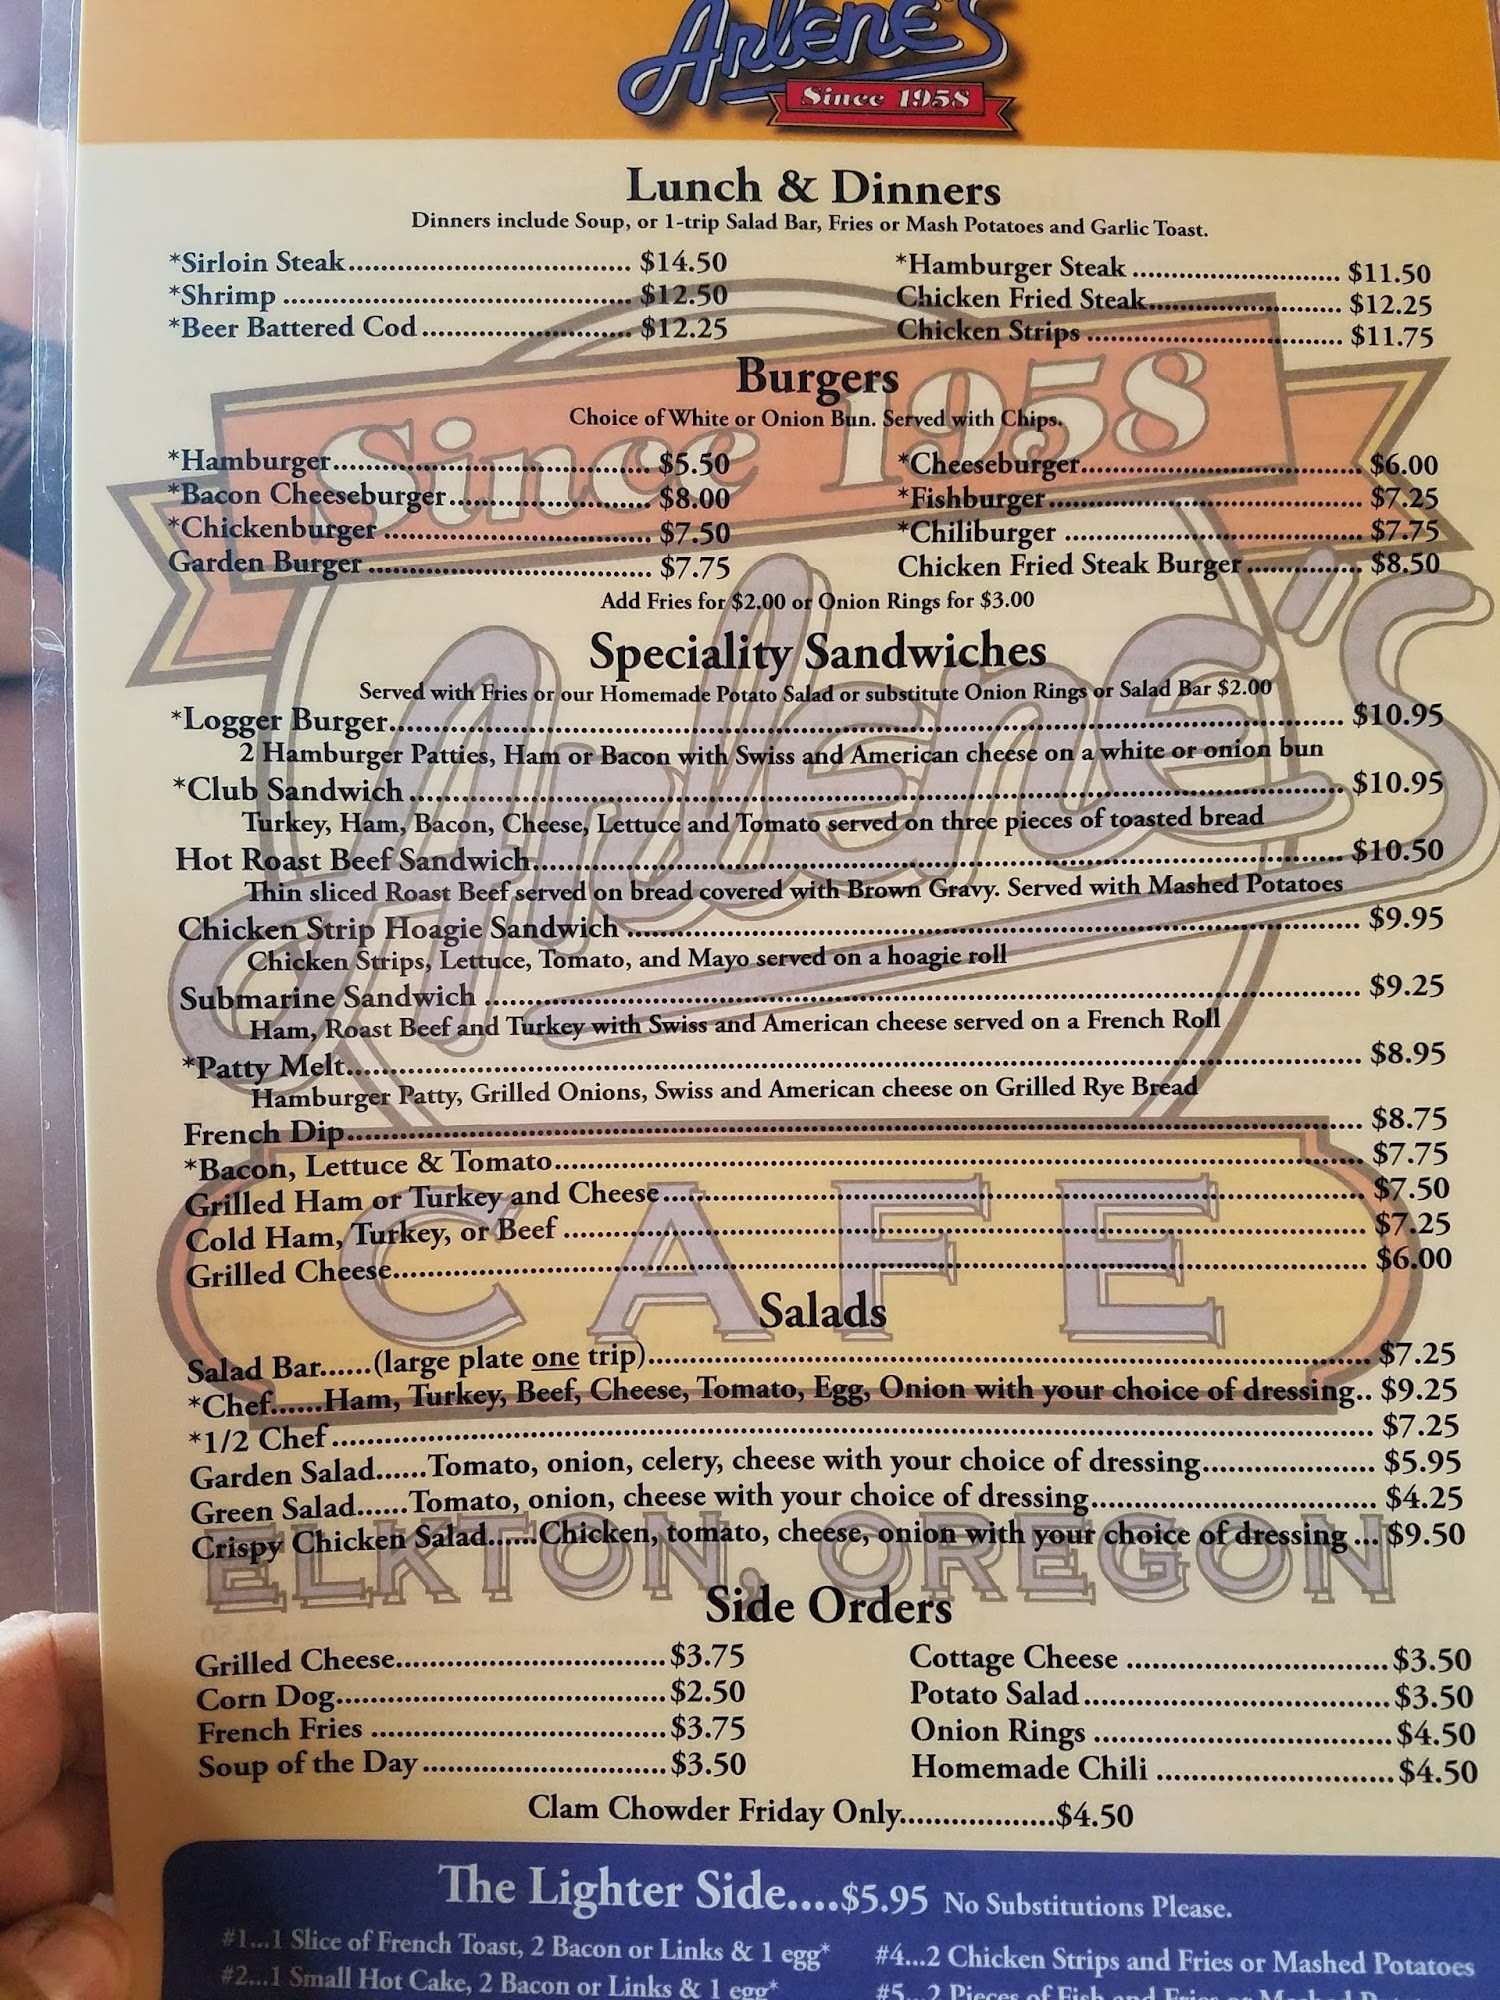 Arlene's
Since 1958
Lunch & Dinners
Dinners include Soup, or 1-trip Salad Bar, Fries or Mash Potatoes and Garlic Toast.
*Sirloin Steak................................. $14.50
*Shrimp ......................................... $12.50
*Beer Battered Cod......................... $12.25
*Hamburger Steak ......................... $11.50
Chicken Fried Steak....................... $12.25
Chicken Strips .............................. $11.75
Burgers
Choice of White or Onion Bun. Served with Chips.
*Hamburger..................................... $5.50
*Bacon Cheeseburger........................ $8.00
*Chickenburger ................................ $7.50
Garden Burger.................................. $7.75
*Cheeseburger................................. $6.00
*Fishburger..................................... $7.25
*Chiliburger ................................... $7.75
Chicken Fried Steak Burger.............. $8.50
Add Fries for $2.00 or Onion Rings for $3.00
Speciality Sandwiches
Served with Fries or our Homemade Potato Salad or substitute Onion Rings or Salad Bar $2.00
*Logger Burger.................................................. $10.95
2 Hamburger Patties, Ham or Bacon with Swiss and American cheese on a white or onion bun
*Club Sandwich .................................................. $10.95
Turkey, Ham, Bacon, Cheese, Lettuce and Tomato served on three pieces of toasted bread
Hot Roast Beef Sandwich.................................................. $10.50
Thin sliced Roast Beef served on bread covered with Brown Gravy. Served with Mashed Potatoes
Chicken Strip Hoagie Sandwich .................................................. $9.95
Chicken Strips, Lettuce, Tomato, and Mayo served on a hoagie roll
Submarine Sandwich .................................................. $9.25
Ham, Roast Beef and Turkey with Swiss and American cheese served on a French Roll
*Patty Melt.................................................. $8.95
Hamburger Patty, Grilled Onions, Swiss and American cheese on Grilled Rye Bread
French Dip.................................................. $8.75
*Bacon, Lettuce & Tomato.................................................. $7.75
Grilled Ham or Turkey and Cheese.................................................. $7.50
Cold Ham, Turkey, or Beef .................................................. $7.25
Grilled Cheese.................................................. $6.00
Salads
Salad Bar......(large plate one trip).................................................. $7.25
*Chef......Ham, Turkey, Beef, Cheese, Tomato, Egg, Onion with your choice of dressing.. $9.25
*1/2 Chef .................................................. $7.25
Garden Salad......Tomato, onion, celery, cheese with your choice of dressing.................... $5.95
Green Salad......Tomato, onion, cheese with your choice of dressing................................. $4.25
Crispy Chicken Salad......Chicken, tomato, cheese, onion with your choice of dressing ... $9.50
Side Orders
Grilled Cheese.................................$3.75
Corn Dog.........................................$2.50
French Fries ....................................$3.75
Soup of the Day..............................$3.50
Cottage Cheese ...............................$3.50
Potato Salad.....................................$3.50
Onion Rings ...................................$4.50
Homemade Chili ............................$4.50
Clam Chowder Friday Only...................$4.50
The Lighter Side....$5.95 No Substitutions Please.
#1...1 Slice of French Toast, 2 Bacon or Links & 1 egg*
#2...1 Small Hot Cake, 2 Bacon or Links & 1 egg*
#4...2 Chicken Strips and Fries or Mashed Potatoes
#5...2 Pieces of Fish and Fries or Mashed
Since 1958
Arlene's
CAFE
ELKTON, OREGON